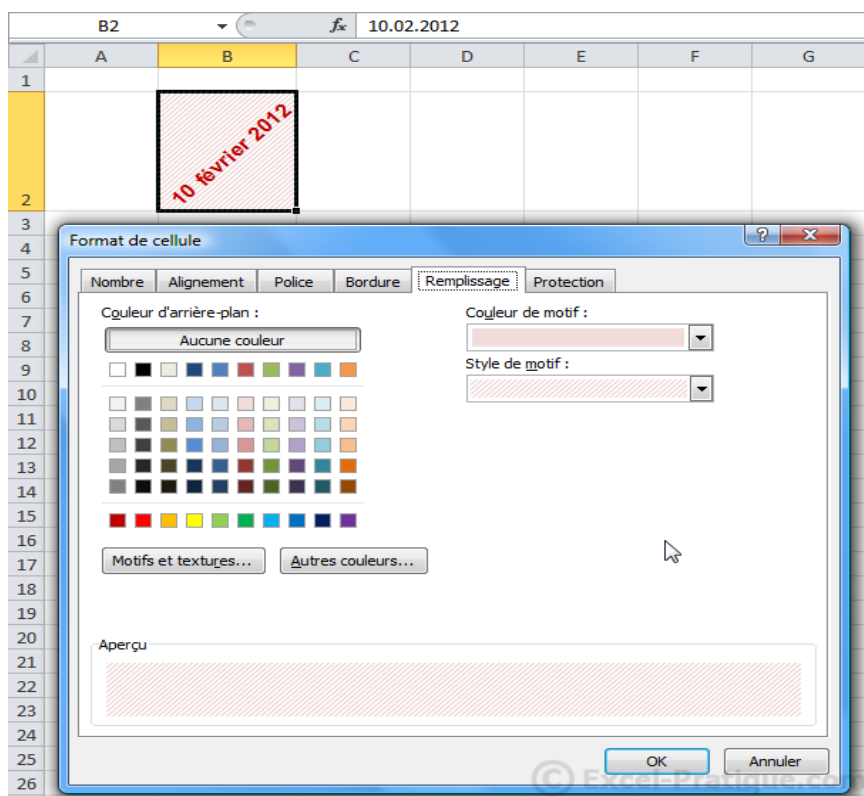 B2 fx 10.02.2012
A B C D E F G
1
10 février 2012
2
3
Format de cellule ? X
4
5
Nombre Alignement Police Bordure Remplissage Protection
6
Couleur d'arrière-plan : Couleur de motif :
7
Aucune couleur
8
9
Style de motif :
10
11
12
13
14
15
16
Motifs et textures... Autres couleurs...
17
18
19
20
Aperçu
21
22
23
24
25
OK Annuler
26
© Excel-Pratique.com